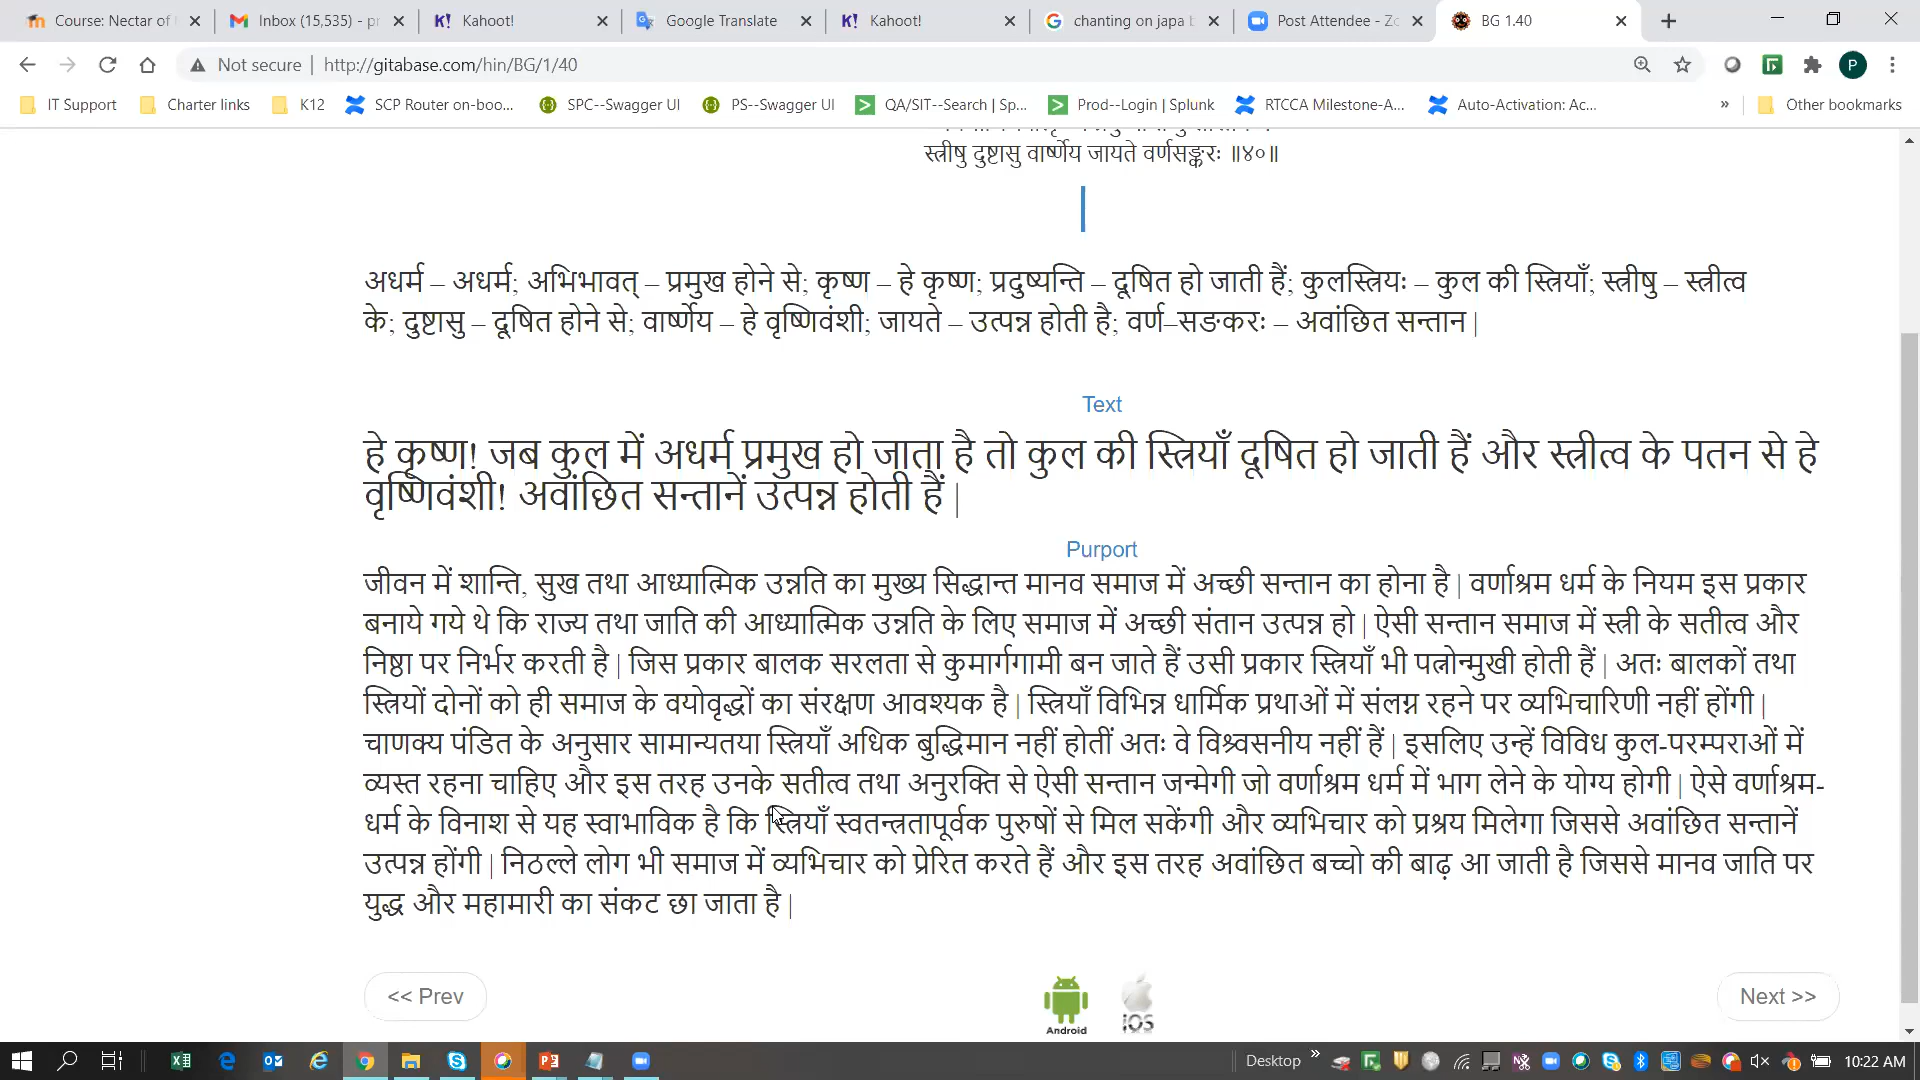 Course: Nectar of
Inbox (15,535) - pr
Kahoot!
Google Translate
Kahoot!
chanting on japa b
Post Attendee - Zo
BG 1.40
Not secure | http://gitabase.com/hin/BG/1/40
IT Support
Charter links
K12
SCP Router on-boo...
SPC--Swagger UI
PS--Swagger UI
QA/SIT--Search | Sp...
Prod--Login | Splunk
RTCCA Milestone-A...
Auto-Activation: Ac...
»
Other bookmarks
स्त्रीषु दुष्टासु वार्ष्णेय जायते वर्णसङ्करः ॥४०॥
अधर्म – अधर्म; अभिभावत् – प्रमुख होने से; कृष्ण – हे कृष्ण; प्रदुष्यन्ति – दूषित हो जाती हैं; कुलस्त्रियः – कुल की स्त्रियाँ; स्त्रीषु – स्त्रीत्व
के; दुष्टासु – दूषित होने से; वार्ष्णेय – हे वृष्णिवंशी; जायते – उत्पन्न होती है; वर्ण–सङकरः – अवांछित सन्तान |
Text
हे कृष्ण! जब कुल में अधर्म प्रमुख हो जाता है तो कुल की स्त्रियाँ दूषित हो जाती हैं और स्त्रीत्व के पतन से हे
वृष्णिवंशी! अवांछित सन्तानें उत्पन्न होती हैं |
Purport
जीवन में शान्ति, सुख तथा आध्यात्मिक उन्नति का मुख्य सिद्धान्त मानव समाज में अच्छी सन्तान का होना है | वर्णाश्रम धर्म के नियम इस प्रकार
बनाये गये थे कि राज्य तथा जाति की आध्यात्मिक उन्नति के लिए समाज में अच्छी संतान उत्पन्न हो | ऐसी सन्तान समाज में स्त्री के सतीत्व और
निष्ठा पर निर्भर करती है | जिस प्रकार बालक सरलता से कुमार्गगामी बन जाते हैं उसी प्रकार स्त्रियाँ भी पत्नोन्मुखी होती हैं | अतः बालकों तथा
स्त्रियों दोनों को ही समाज के वयोवृद्धों का संरक्षण आवश्यक है | स्त्रियाँ विभिन्न धार्मिक प्रथाओं में संलग्न रहने पर व्यभिचारिणी नहीं होंगी |
चाणक्य पंडित के अनुसार सामान्यतया स्त्रियाँ अधिक बुद्धिमान नहीं होतीं अतः वे विश्र्वसनीय नहीं हैं | इसलिए उन्हें विविध कुल-परम्पराओं में
व्यस्त रहना चाहिए और इस तरह उनके सतीत्व तथा अनुरक्ति से ऐसी सन्तान जन्मेगी जो वर्णाश्रम धर्म में भाग लेने के योग्य होगी | ऐसे वर्णाश्रम-
धर्म के विनाश से यह स्वाभाविक है कि स्त्रियाँ स्वतन्त्रतापूर्वक पुरुषों से मिल सकेंगी और व्यभिचार को प्रश्रय मिलेगा जिससे अवांछित सन्तानें
उत्पन्न होंगी | निठल्ले लोग भी समाज में व्यभिचार को प्रेरित करते हैं और इस तरह अवांछित बच्चो की बाढ़ आ जाती है जिससे मानव जाति पर
युद्ध और महामारी का संकट छा जाता है |
<< Prev
Android
iOS
Next >>
Desktop
»
10:22 AM